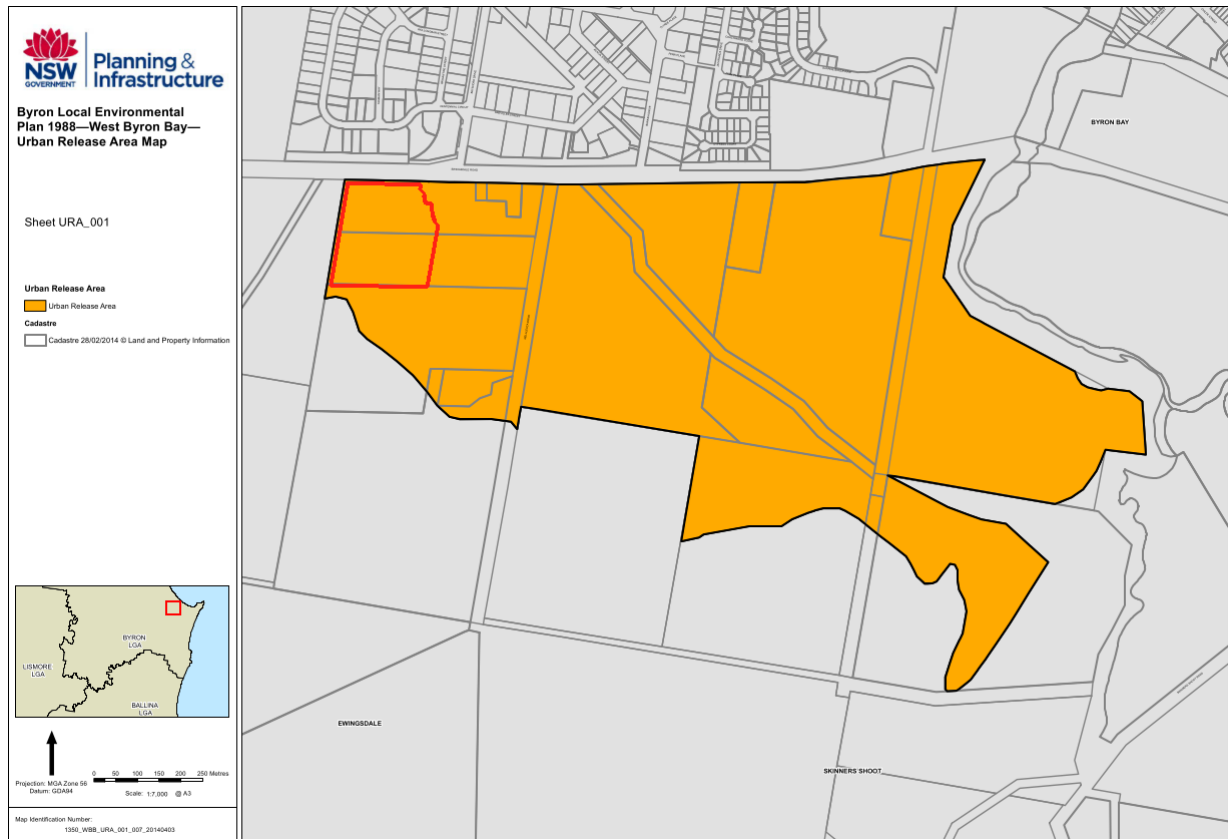 NSW
GOVERNMENT
Planning &
Infrastructure
Byron Local Environmental
Plan 1988—West Byron Bay—
Urban Release Area Map
Sheet URA_001
Urban Release Area
Urban Release Area
Cadastre
Cadastre 28/02/2014 © Land and Property Information
BYRON
LGA
LISMORE
LGA
BALLINA
LGA
0 50 100 150 200 250 Metres
Projection: MGA Zone 56
Datum: GDA94
Scale: 1:7,000 @ A3
Map Identification Number:
1350_WBB_URA_001_007_20140403
BYRON BAY
EWINGSDALE
SKINNERS SHOOT